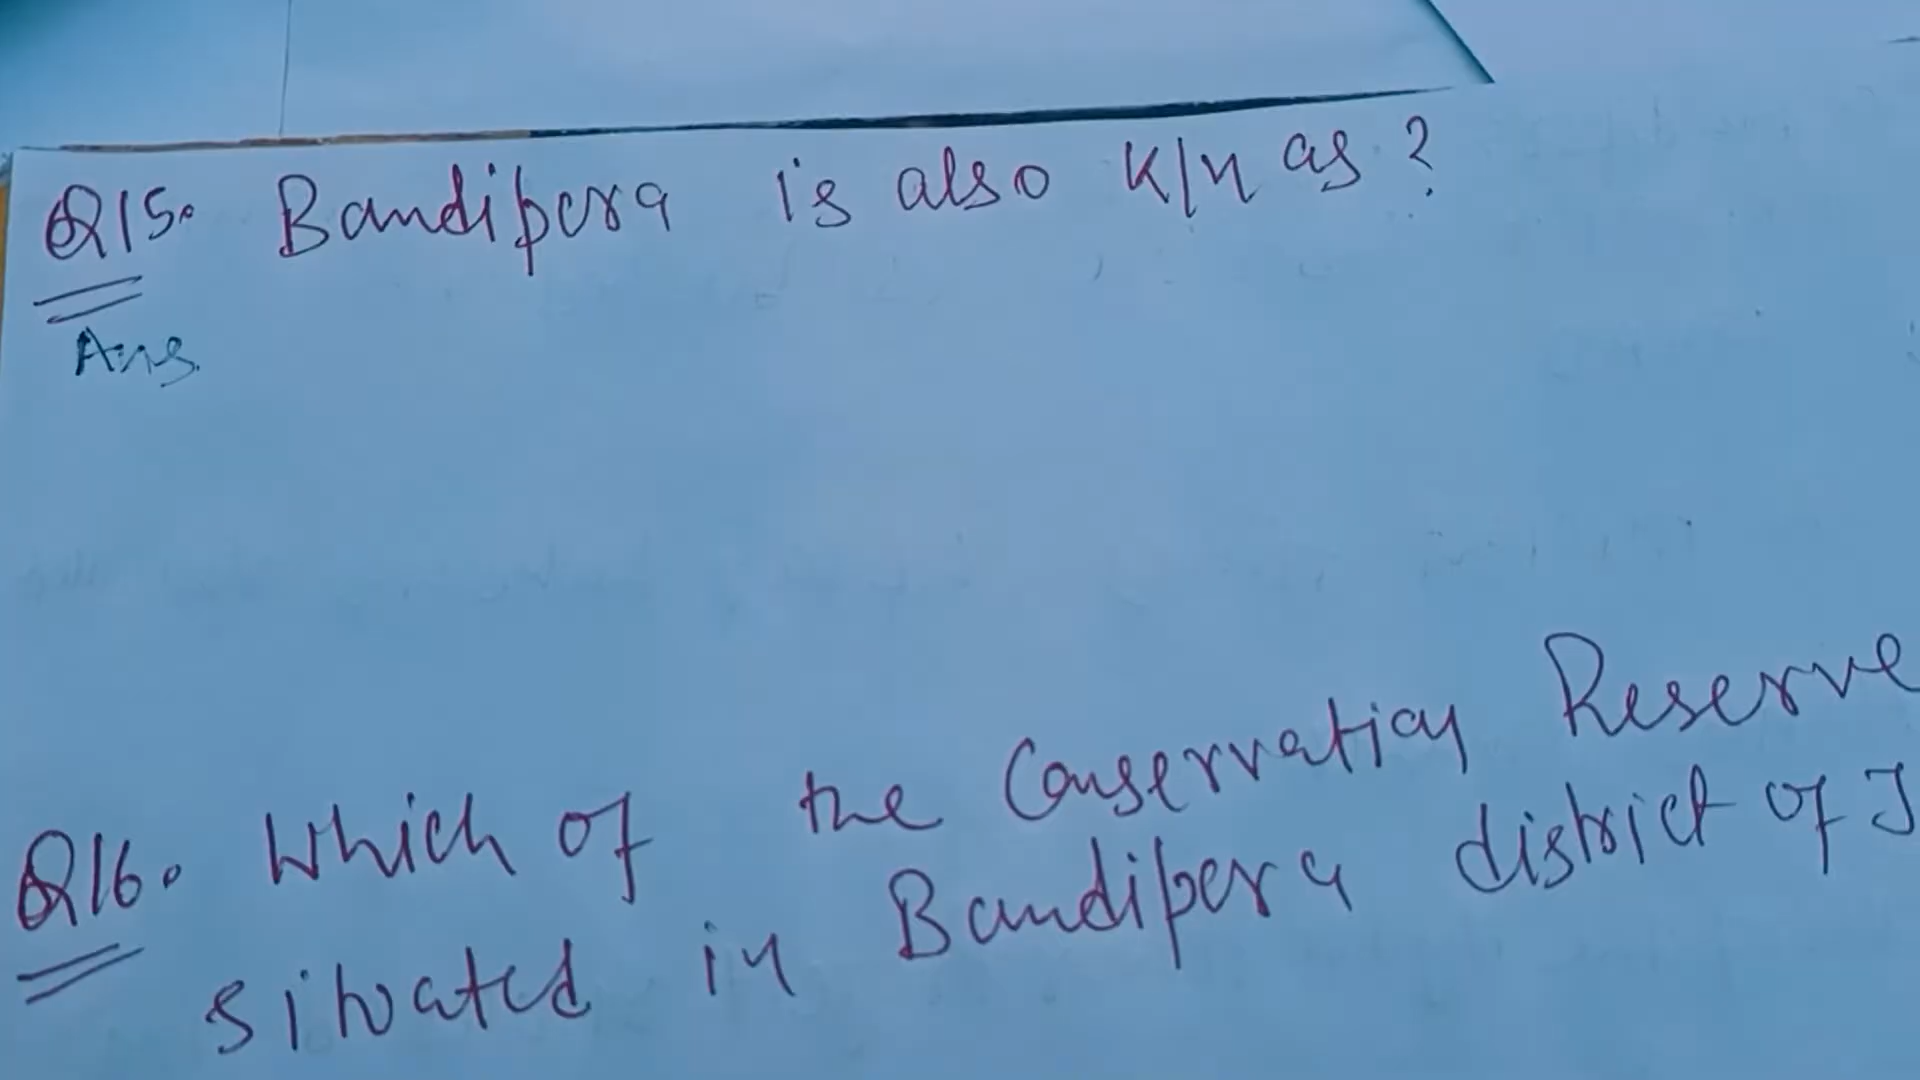 Q15. Bandipora is also K/n as ?
Ans.
Q16. Which of the Conservation Reserve
situated in Bandipora district of J